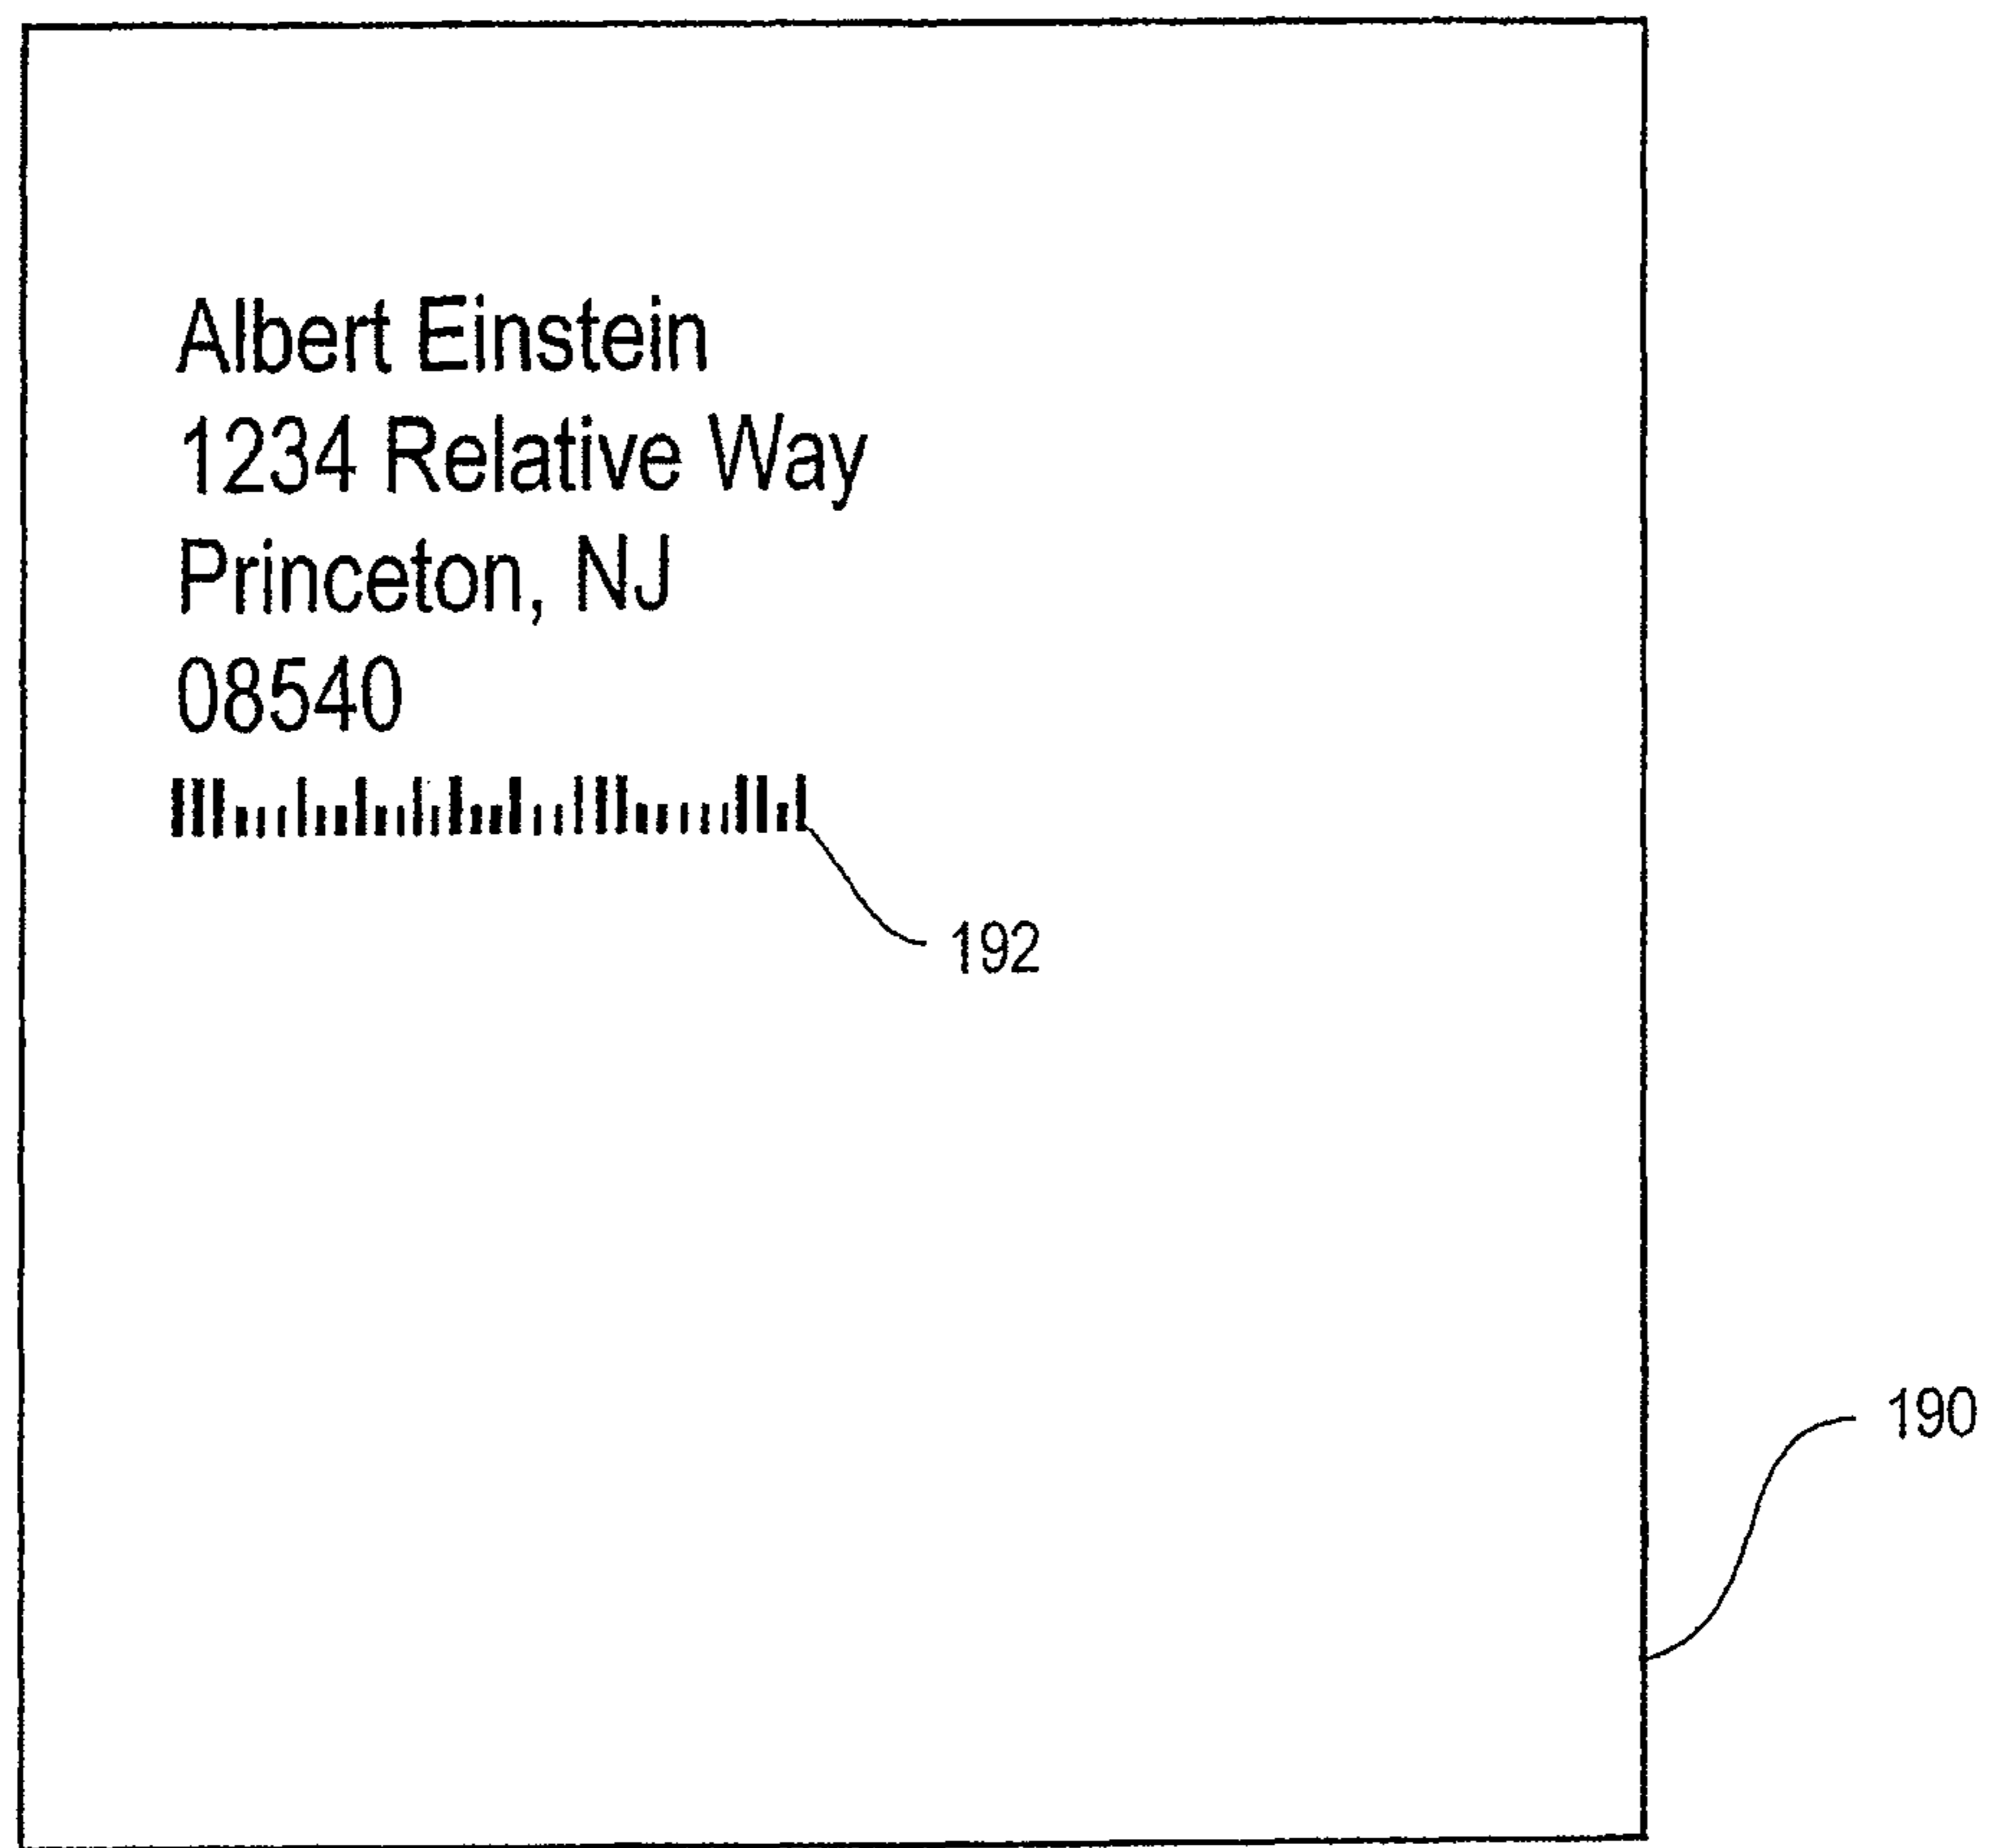 Albert Einstein
1234 Relative Way
Princeton, NJ
08540
192
190